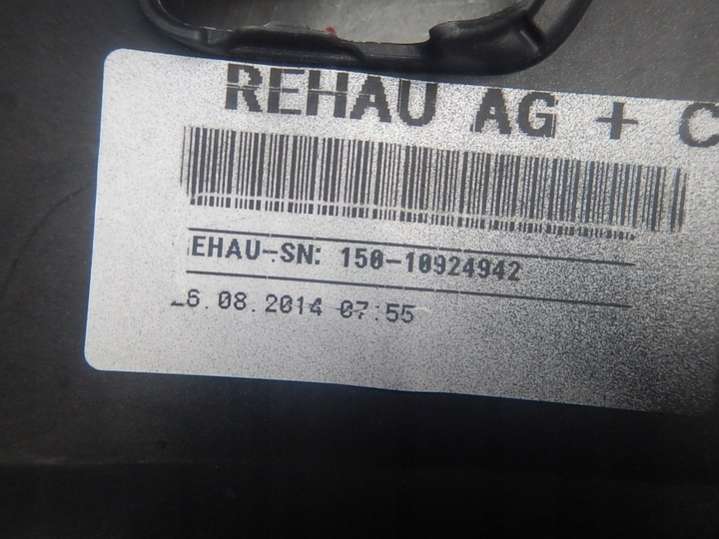 REHAU AG + C
EHAU-SN: 150-10924942
6.08.2014 07:55